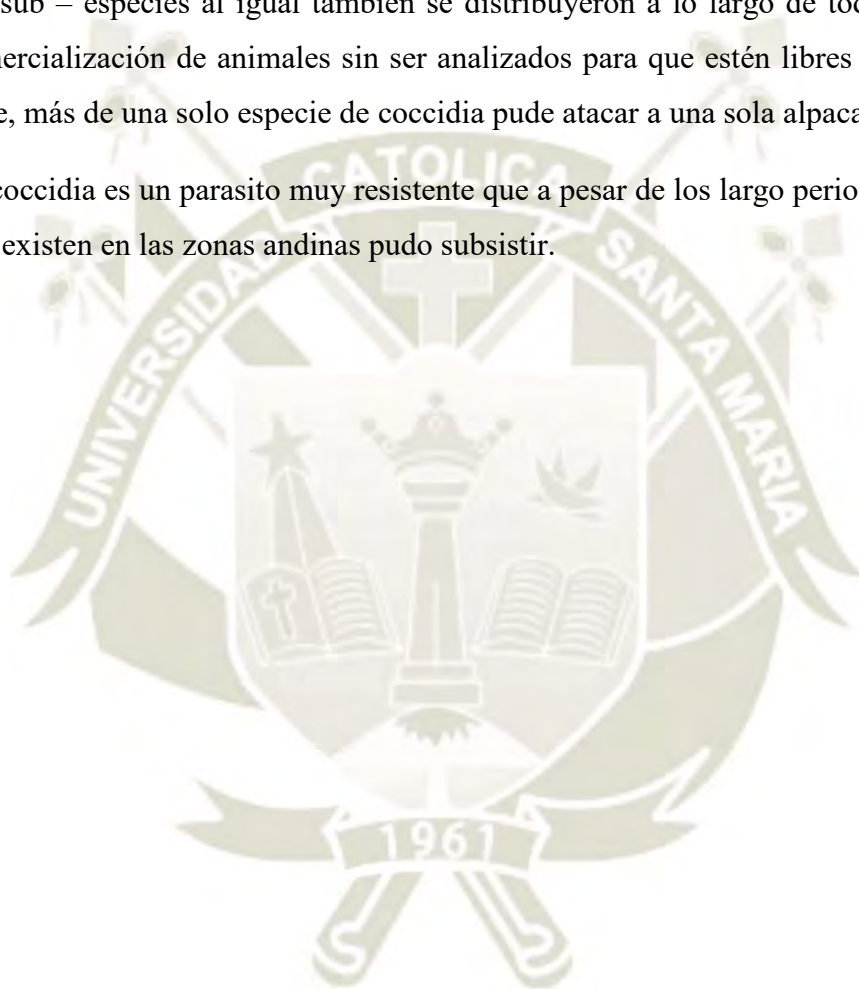 sub – especies al igual también se distribuyeron a lo largo de
ercialización de animales sin ser analizados para que estén libres
, más de una solo especie de coccidia pude atacar a una sola alpaca
coccidia es un parasito muy resistente que a pesar de los largo
existen en las zonas andinas pudo subsistir.
UNIVERSIDAD CATOLICA SANTA MARIA
1961